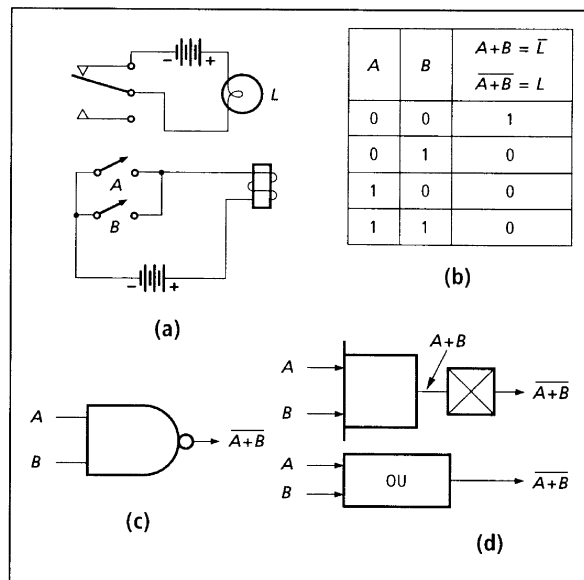 − +
L
A
B
− +
(a)
A B A+B = L̅
A̅+̅B̅ = L
0 0 1
0 1 0
1 0 0
1 1 0
(b)
A
B
A̅+̅B̅
(c)
A+B
A
B
A̅+̅B̅
A
B
OU
A̅+̅B̅
(d)